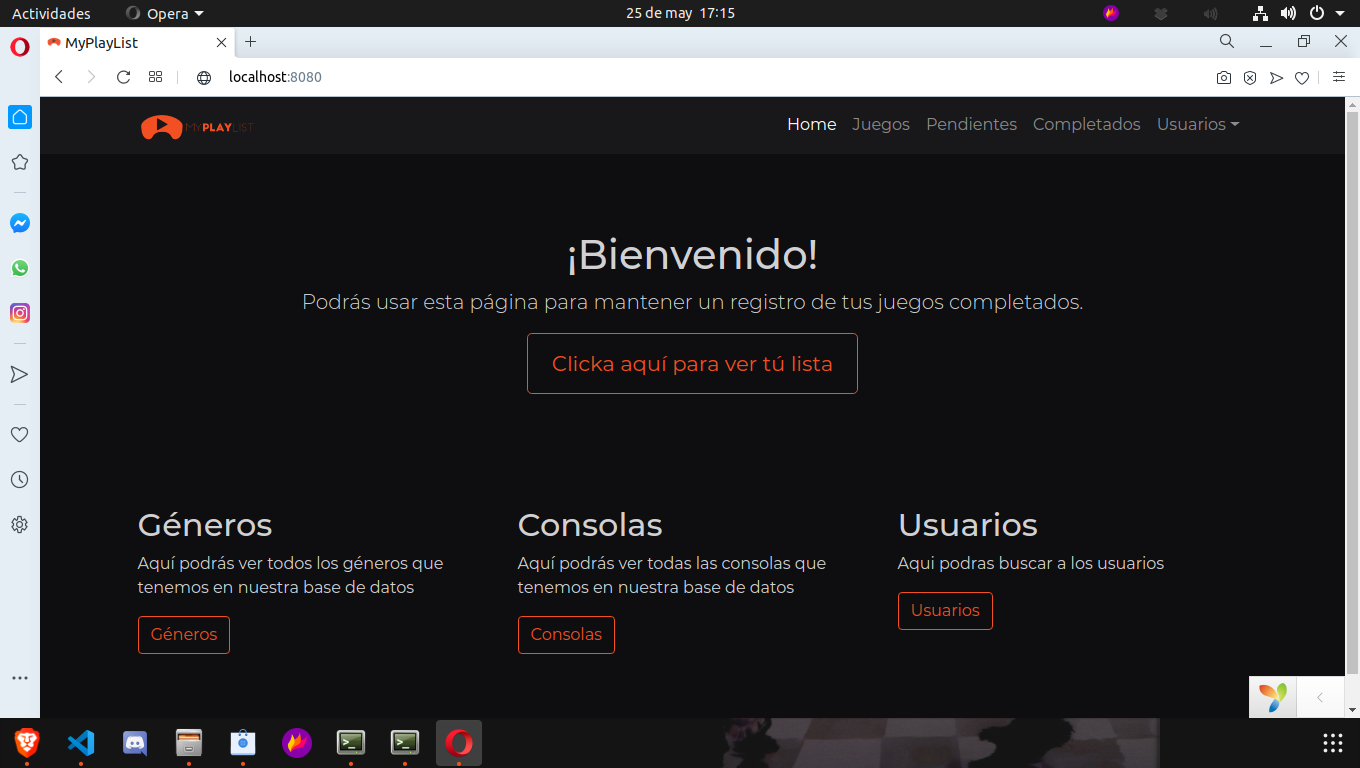 Actividades
Opera
25 de may 17:15
MyPlayList
localhost:8080
MYPLAYLIST
Home
Juegos
Pendientes
Completados
Usuarios
¡Bienvenido!
Podrás usar esta página para mantener un registro de tus juegos completados.
Clicka aquí para ver tú lista
Géneros
Aquí podrás ver todos los géneros que
tenemos en nuestra base de datos
Géneros
Consolas
Aquí podrás ver todas las consolas que
tenemos en nuestra base de datos
Consolas
Usuarios
Aqui podras buscar a los usuarios
Usuarios